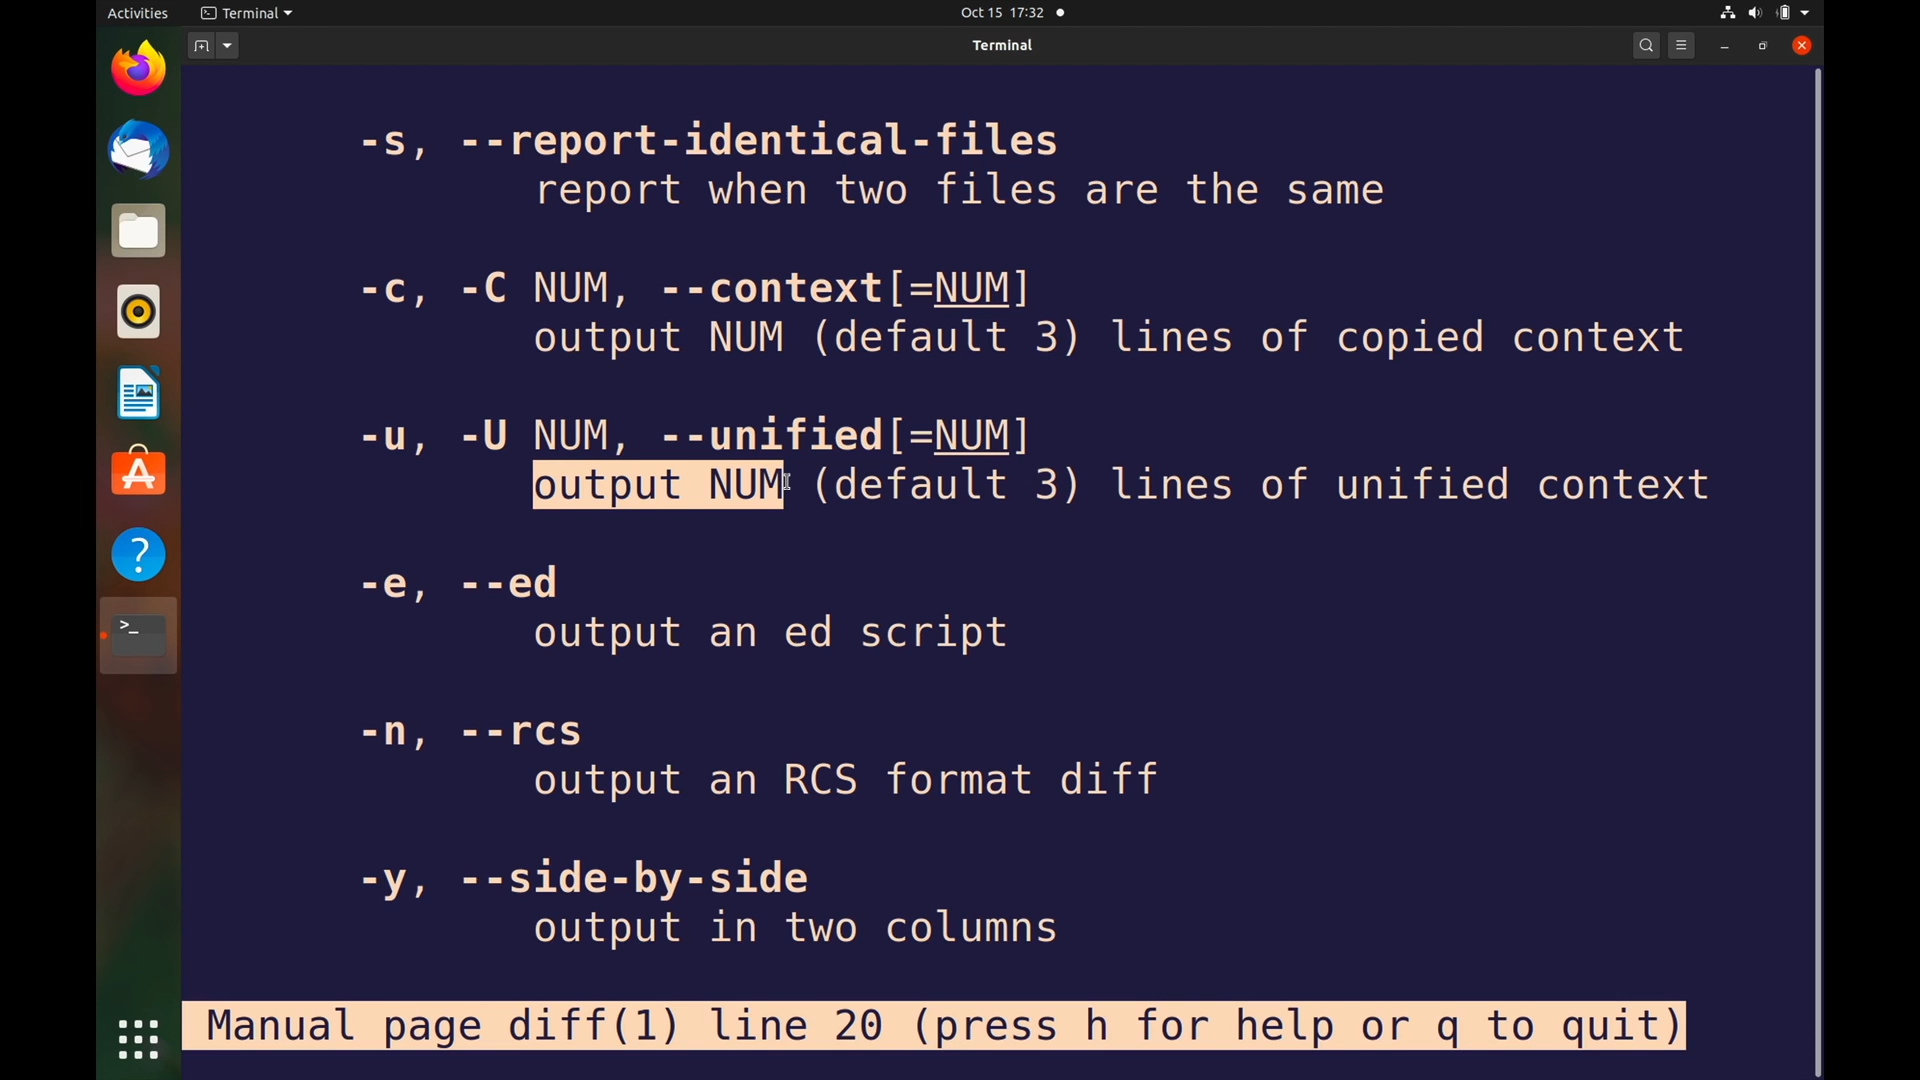 Activities
Terminal
Oct 15 17:32
Terminal
-s, --report-identical-files
report when two files are the same
-c, -C NUM, --context[=NUM]
output NUM (default 3) lines of copied context
-u, -U NUM, --unified[=NUM]
output NUM (default 3) lines of unified context
-e, --ed
output an ed script
-n, --rcs
output an RCS format diff
-y, --side-by-side
output in two columns
Manual page diff(1) line 20 (press h for help or q to quit)